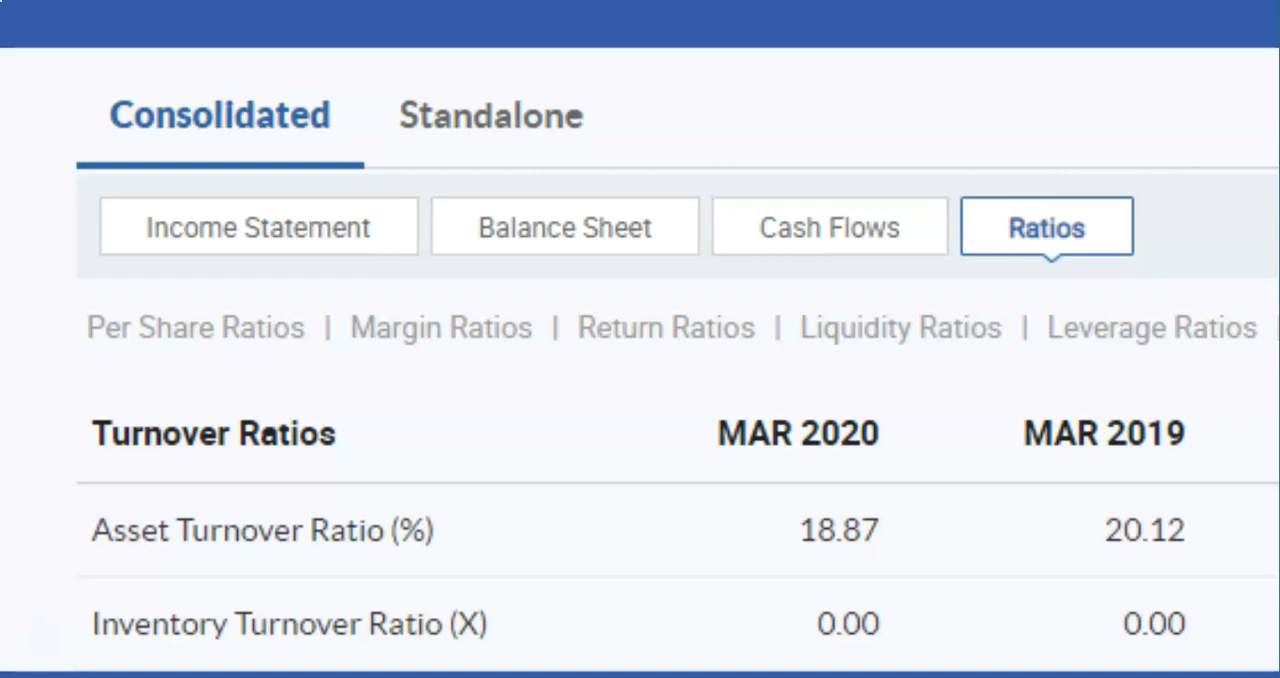 Consolidated Standalone
Income Statement Balance Sheet Cash Flows Ratios
Per Share Ratios | Margin Ratios | Return Ratios | Liquidity Ratios | Leverage Ratios
Turnover Ratios MAR 2020 MAR 2019
Asset Turnover Ratio (%) 18.87 20.12
Inventory Turnover Ratio (X) 0.00 0.00